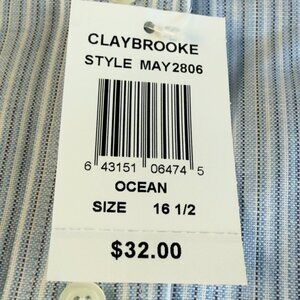 CLAYBROOKE
STYLE MAY2806
6 43151 06474 5
OCEAN
SIZE 16 1/2
$32.00